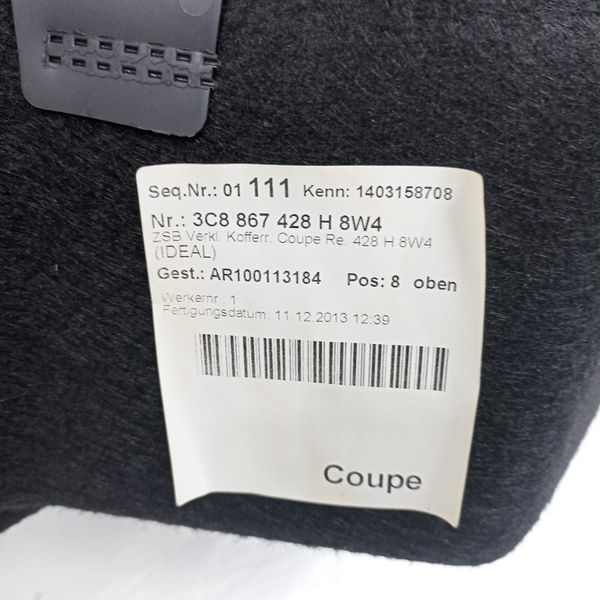 Seq.Nr.: 01 111 Kenn: 1403158708
Nr.: 3C8 867 428 H 8W4
ZSB Verkl. Kofferr. Coupe Re. 428 H 8W4
(IDEAL)
Gest.: AR100113184 Pos: 8 oben
Werkernr.: 1
Fertigungsdatum, 11.12.2013 12:39
Coupe